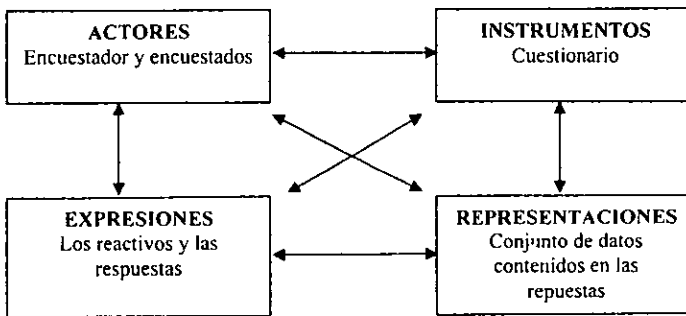 ACTORES
Encuestador y encuestados
INSTRUMENTOS
Cuestionario
EXPRESIONES
Los reactivos y las
respuestas
REPRESENTACIONES
Conjunto de datos
contenidos en las
repuestas